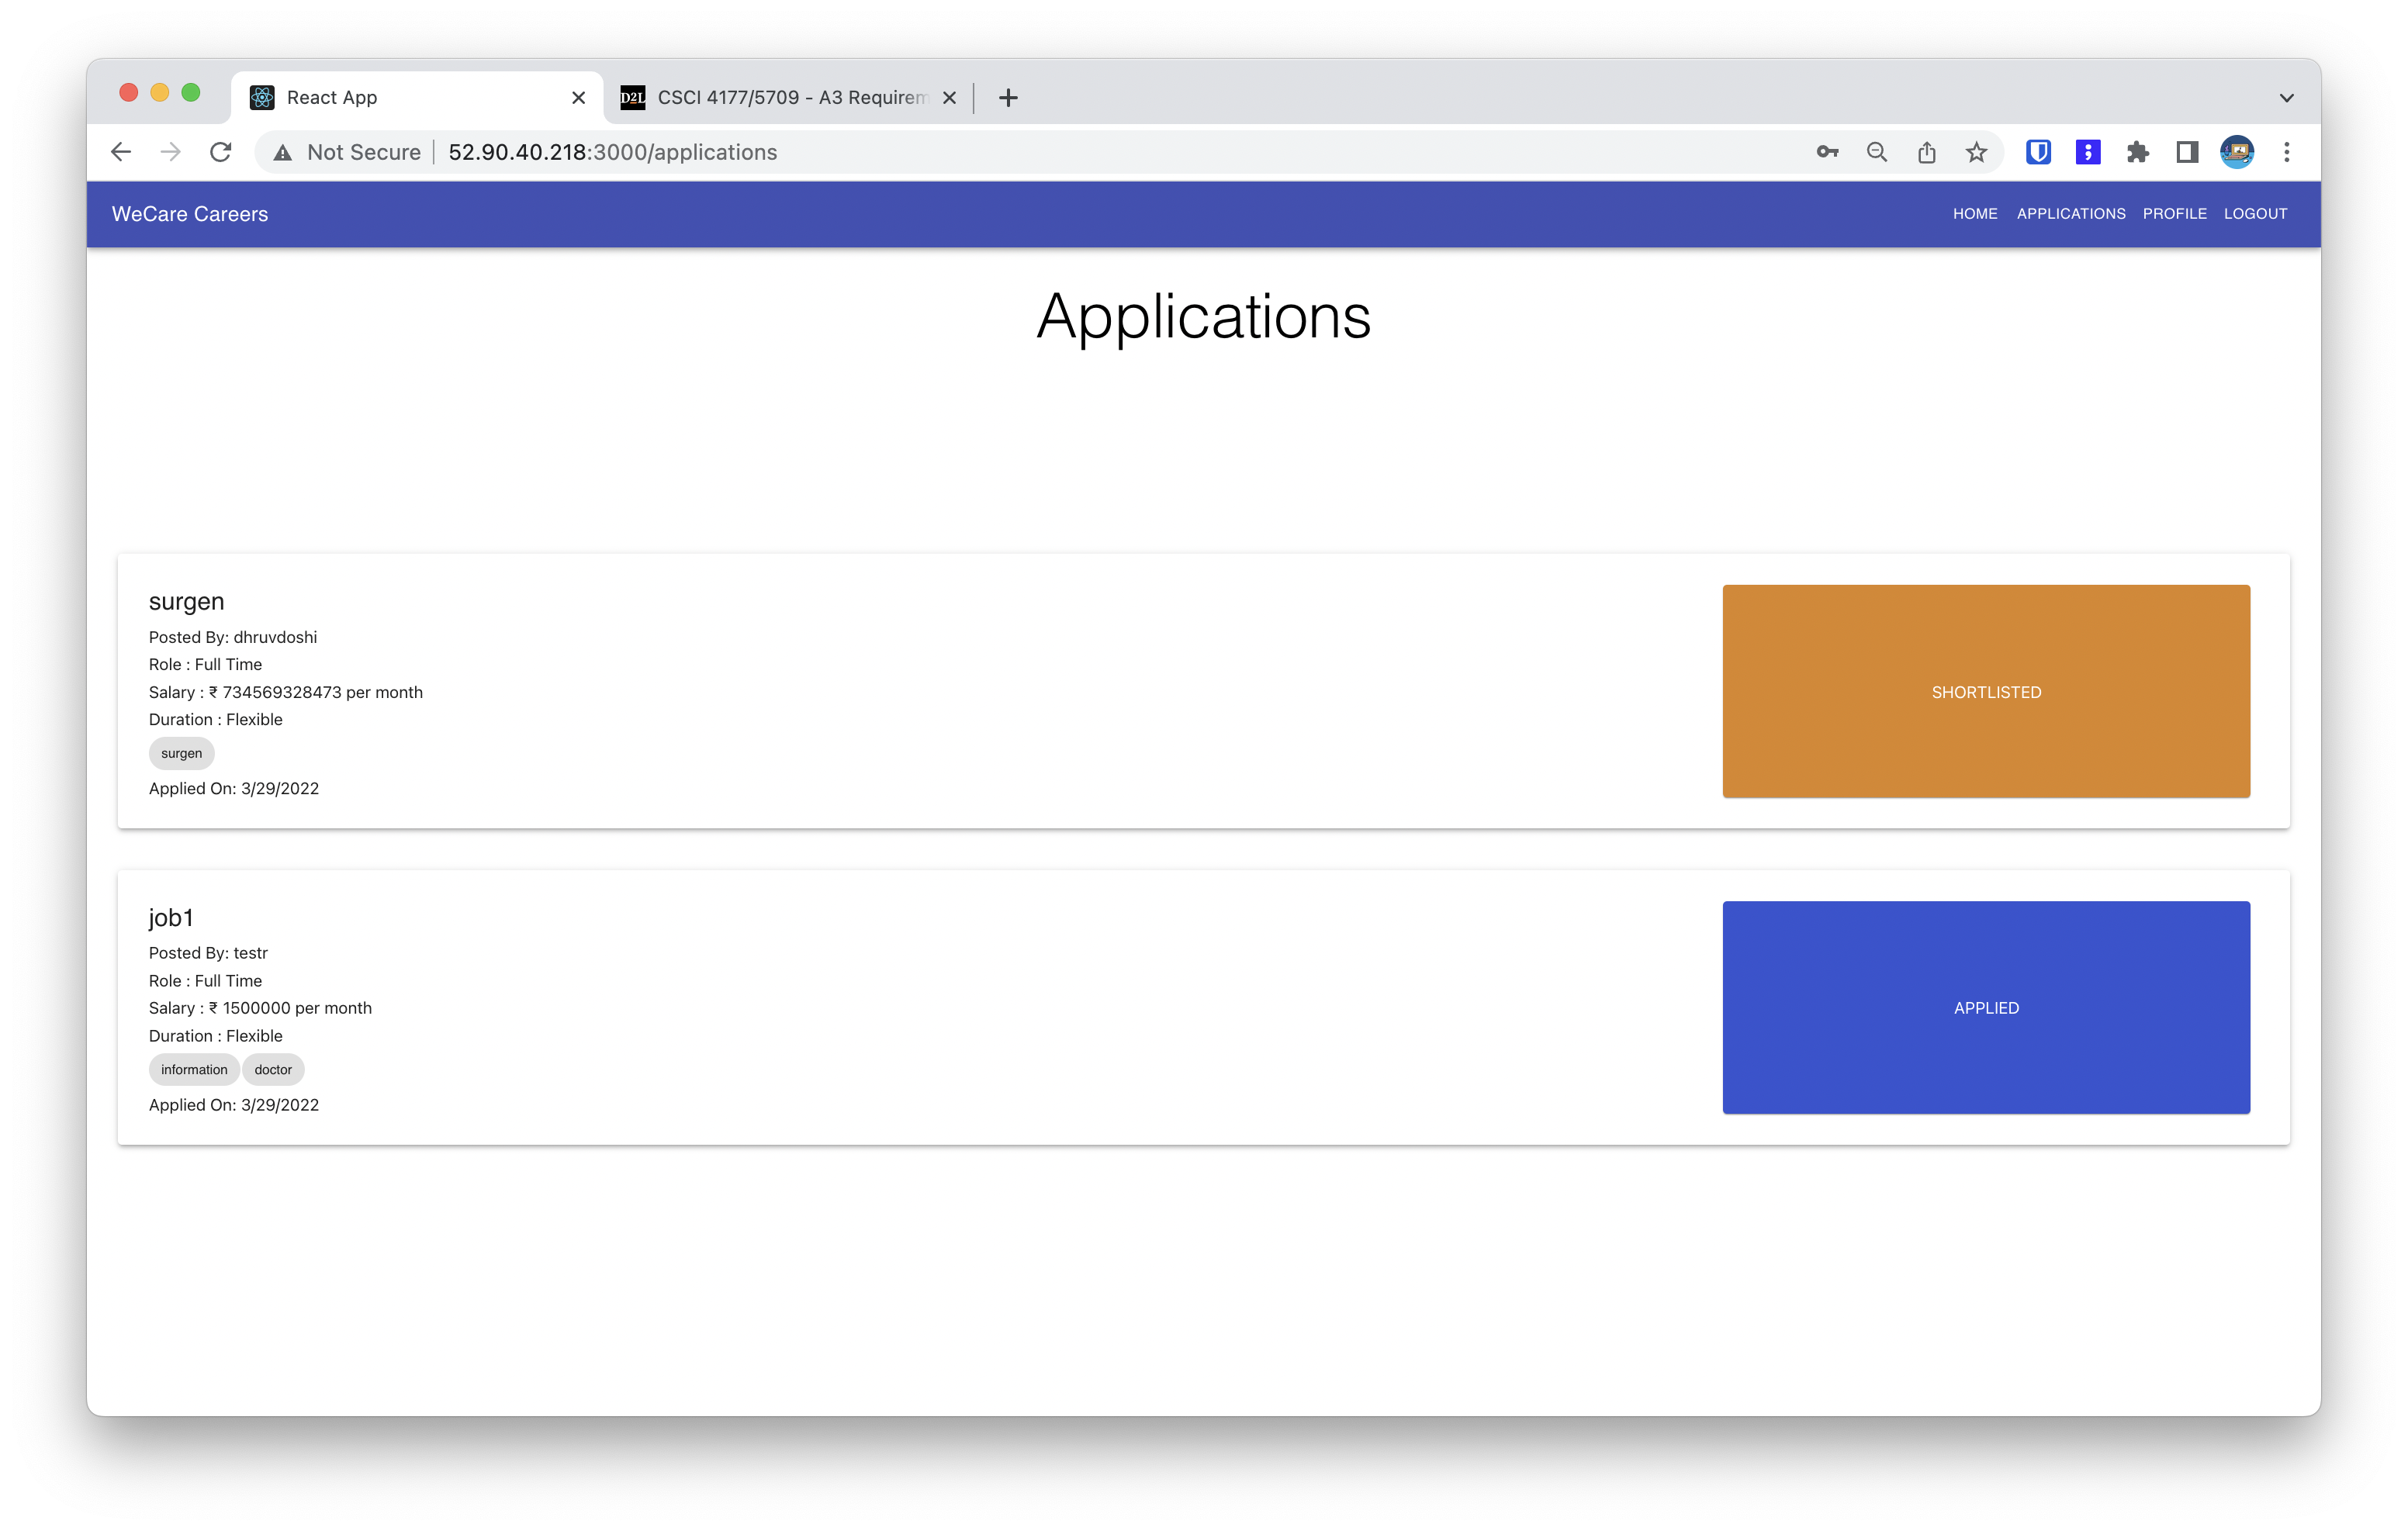 React App
D2L CSCI 4177/5709 - A3 Requirem
Not Secure 52.90.40.218:3000/applications
WeCare Careers
HOME APPLICATIONS PROFILE LOGOUT
Applications
surgen
Posted By: dhruvdoshi
Role : Full Time
Salary : ₹ 734569328473 per month
Duration : Flexible
surgen
Applied On: 3/29/2022
SHORTLISTED
job1
Posted By: testr
Role : Full Time
Salary : ₹ 1500000 per month
Duration : Flexible
information doctor
Applied On: 3/29/2022
APPLIED